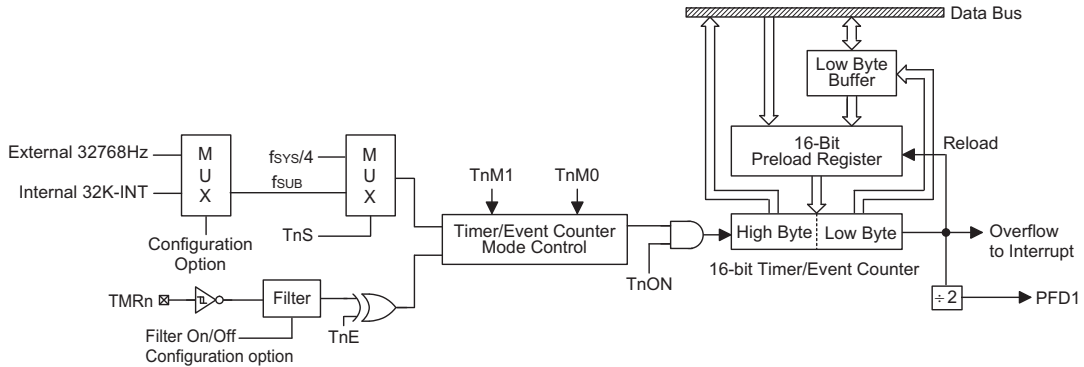 Data Bus
Low Byte
Buffer
External 32768Hz
Internal 32K-INT
M
U
X
Configuration
Option
fSYS/4
fSUB
M
U
X
TnS
TnM1
TnM0
Timer/Event Counter
Mode Control
TnON
16-Bit
Preload Register
Reload
High Byte
Low Byte
16-bit Timer/Event Counter
Overflow
to Interrupt
÷ 2
PFD1
TMRn
Filter
TnE
Filter On/Off
Configuration option